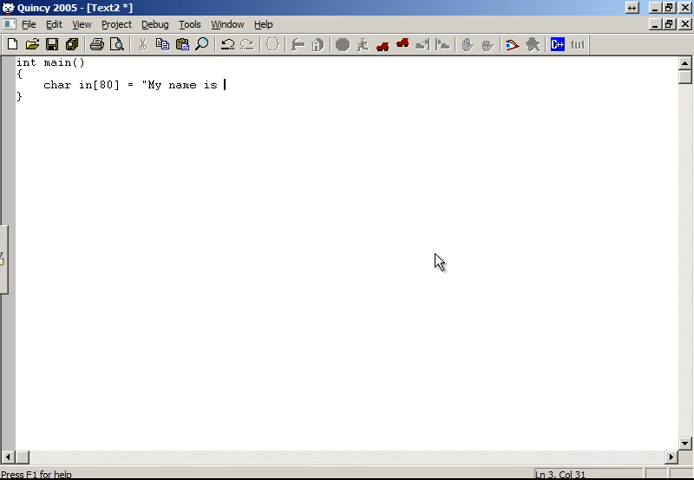 Quincy 2005 - [Text2 *]
File Edit View Project Debug Tools Window Help
C++ tut
int main()
{
char in[80] = "My name is
}
Press F1 for help
Ln 3, Col 31